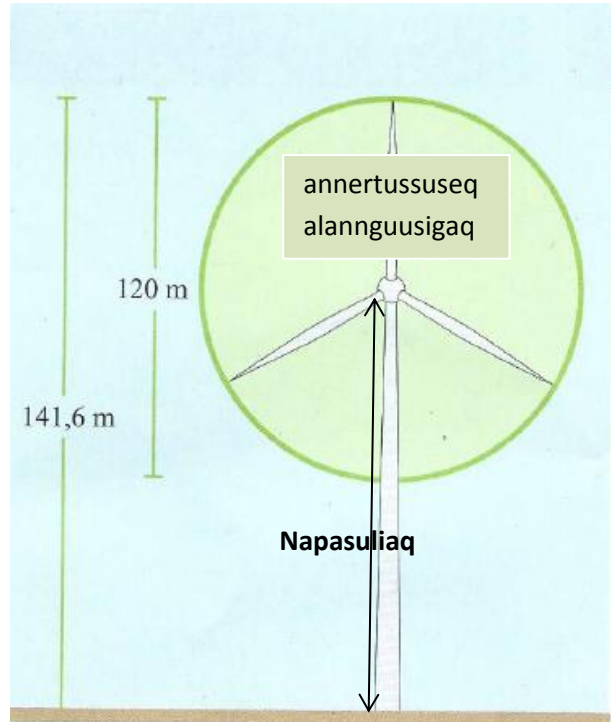 annertussuseq
alannguusigaq
120 m
141,6 m
Napasuliaq